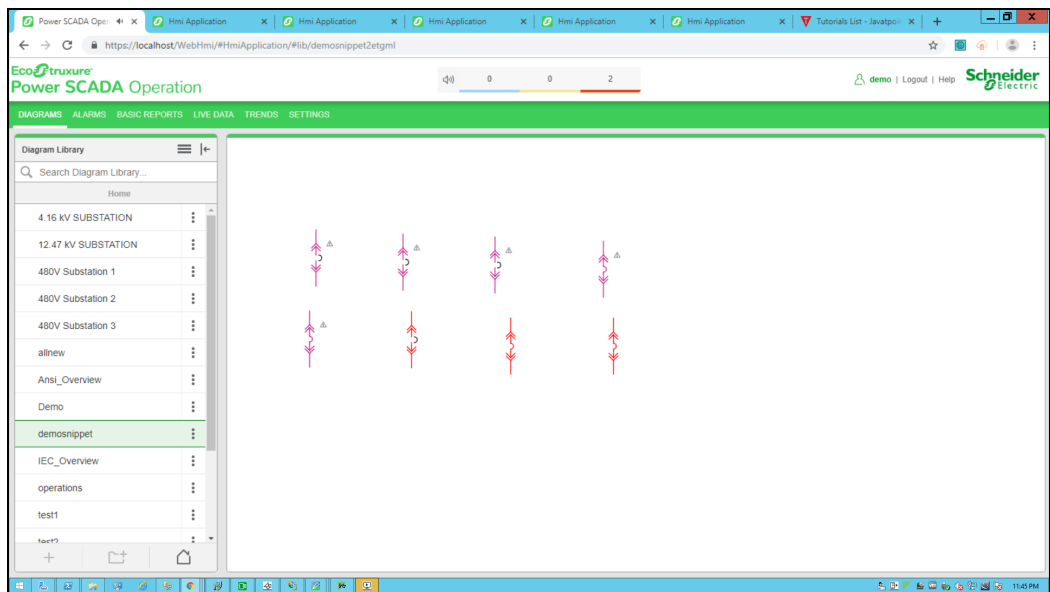 Power SCADA Oper
Hmi Application
Hmi Application
Hmi Application
Hmi Application
Hmi Application
Tutorials List - Javatpoi
https://localhost/WebHmi/#HmiApplication/#lib/demosnippet2etgml
EcoStruxure
Power SCADA Operation
0 0 2
demo | Logout | Help
Schneider Electric
DIAGRAMS ALARMS BASIC REPORTS LIVE DATA TRENDS SETTINGS
Diagram Library
Search Diagram Library...
Home
4.16 kV SUBSTATION
12.47 kV SUBSTATION
480V Substation 1
480V Substation 2
480V Substation 3
allnew
Ansi_Overview
Demo
demosnippet
IEC_Overview
operations
test1
test2
11:45 PM